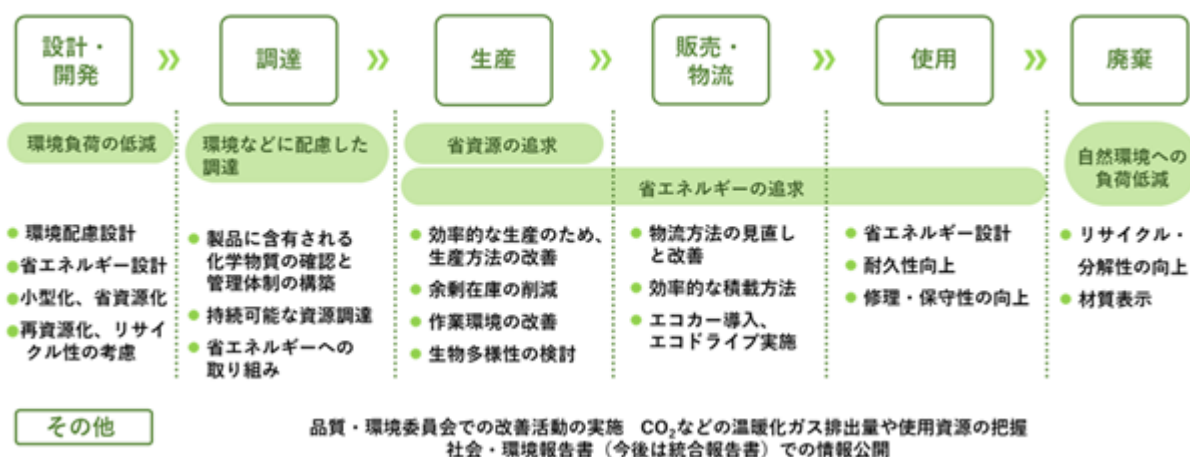 設計・
開発
調達
生産
販売・
物流
使用
廃棄
環境負荷の低減
環境などに配慮した
調達
省資源の追求
省エネルギーの追求
自然環境への
負荷低減
環境配慮設計
省エネルギー設計
小型化、省資源化
再資源化、リサイ
クル性の考慮
製品に含有される
化学物質の確認と
管理体制の構築
持続可能な資源調達
省エネルギーへの
取り組み
効率的な生産のため、
生産方法の改善
余剰在庫の削減
作業環境の改善
生物多様性の検討
物流方法の見直し
と改善
効率的な積載方法
エコカー導入、
エコドライブ実施
省エネルギー設計
耐久性向上
修理・保守性の向上
リサイクル・
分解性の向上
材質表示
その他
品質・環境委員会での改善活動の実施 CO₂などの温暖化ガス排出量や使用資源の把握
社会・環境報告書（今後は統合報告書）での情報公開